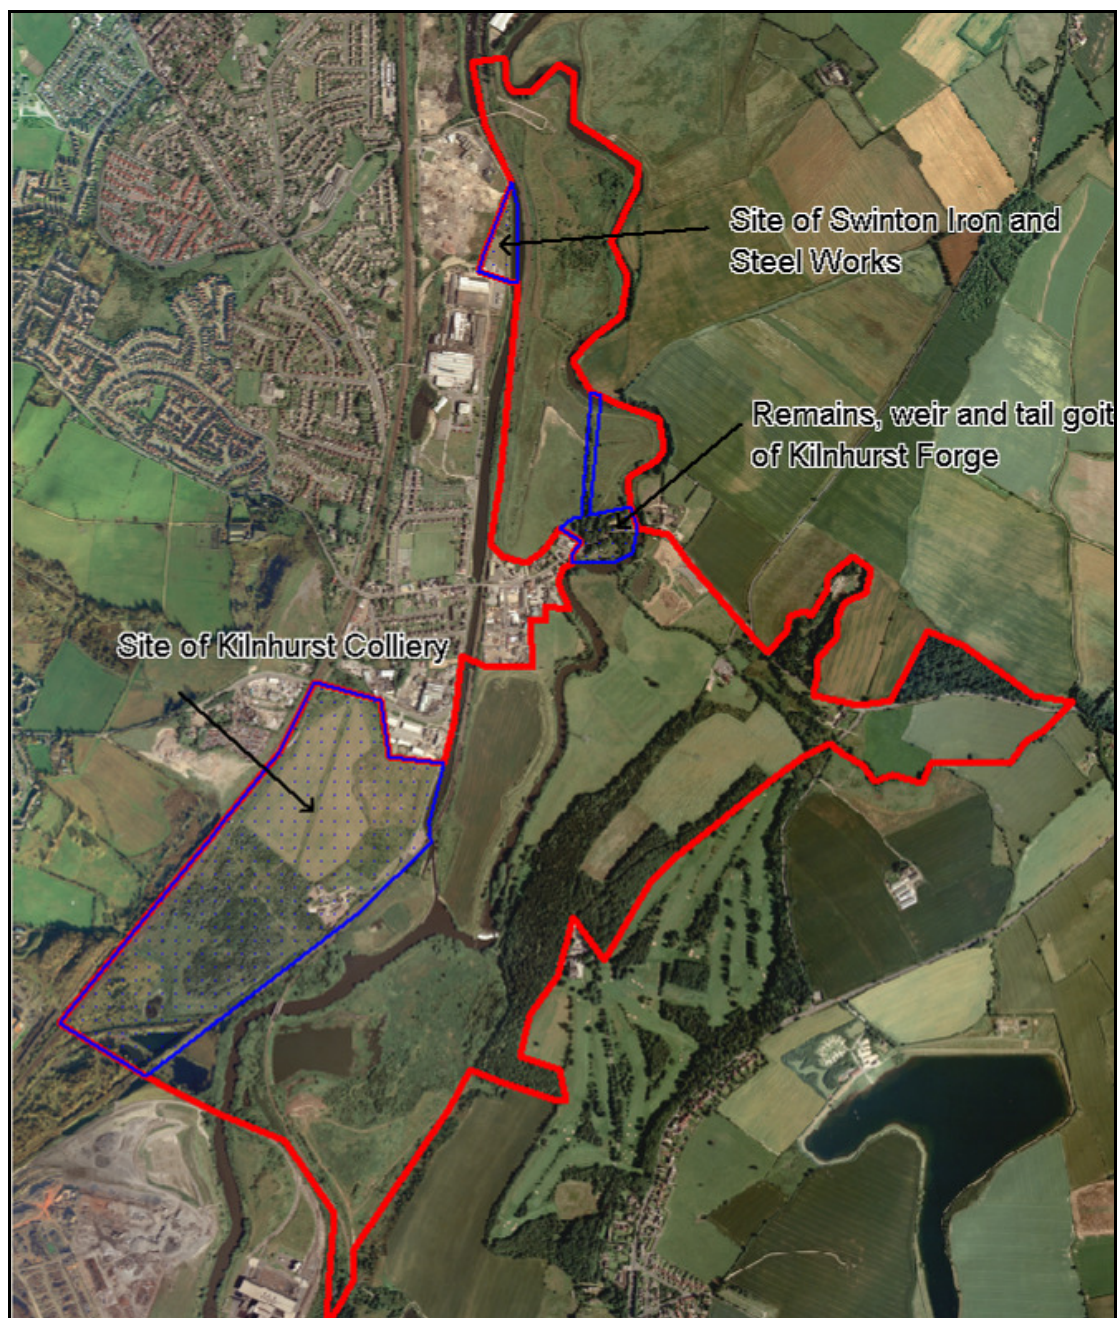 Site of Swinton Iron and
Steel Works
Remains, weir and tail goit
of Kilnhurst Forge
Site of Kilnhurst Colliery